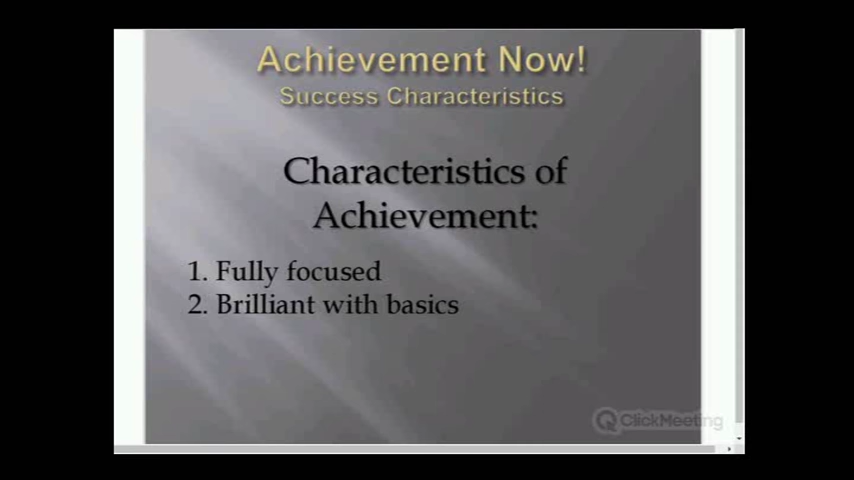 Achievement Now!
Success Characteristics
Characteristics of
Achievement:
1. Fully focused
2. Brilliant with basics
ClickMeeting